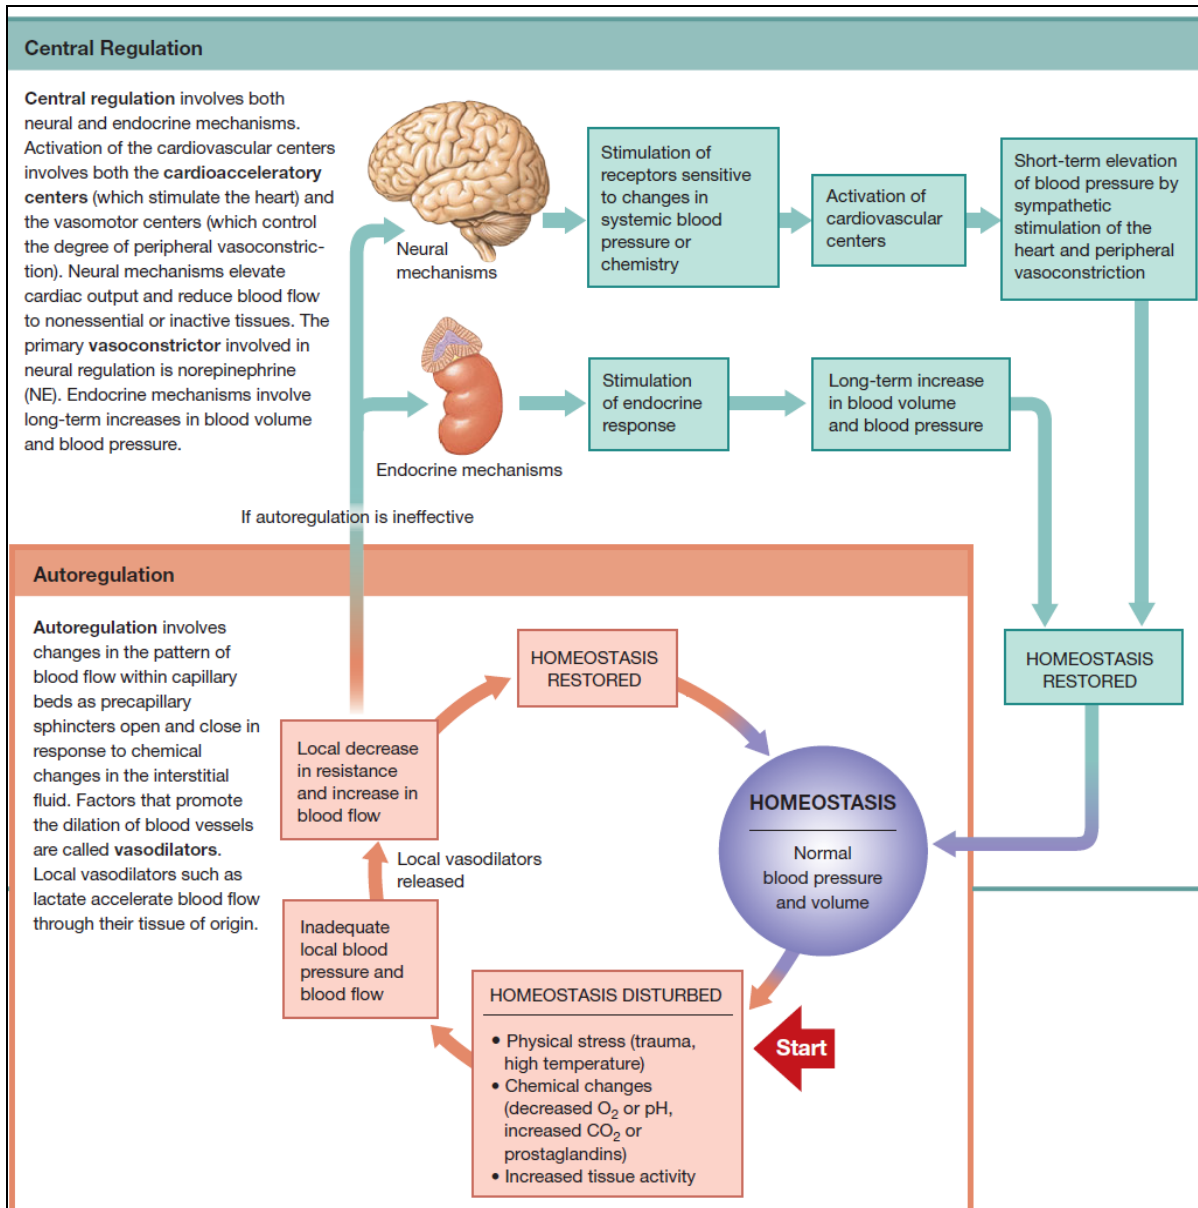 Central Regulation
Central regulation involves both
neural and endocrine mechanisms.
Activation of the cardiovascular centers
involves both the cardioacceleratory
centers (which stimulate the heart) and
the vasomotor centers (which control
the degree of peripheral vasoconstric-
tion). Neural mechanisms elevate
cardiac output and reduce blood flow
to nonessential or inactive tissues. The
primary vasoconstrictor involved in
neural regulation is norepinephrine
(NE). Endocrine mechanisms involve
long-term increases in blood volume
and blood pressure.
Neural
mechanisms
Stimulation of
receptors sensitive
to changes in
systemic blood
pressure or
chemistry
Activation of
cardiovascular
centers
Short-term elevation
of blood pressure by
sympathetic
stimulation of the
heart and peripheral
vasoconstriction
Endocrine mechanisms
Stimulation
of endocrine
response
Long-term increase
in blood volume
and blood pressure
If autoregulation is ineffective
Autoregulation
Autoregulation involves
changes in the pattern of
blood flow within capillary
beds as precapillary
sphincters open and close in
response to chemical
changes in the interstitial
fluid. Factors that promote
the dilation of blood vessels
are called vasodilators.
Local vasodilators such as
lactate accelerate blood flow
through their tissue of origin.
HOMEOSTASIS
RESTORED
HOMEOSTASIS
RESTORED
Local decrease
in resistance
and increase in
blood flow
HOMEOSTASIS
Normal
blood pressure
and volume
Local vasodilators
released
Inadequate
local blood
pressure and
blood flow
HOMEOSTASIS DISTURBED
• Physical stress (trauma,
high temperature)
• Chemical changes
(decreased O₂ or pH,
increased CO₂ or
prostaglandins)
• Increased tissue activity
Start